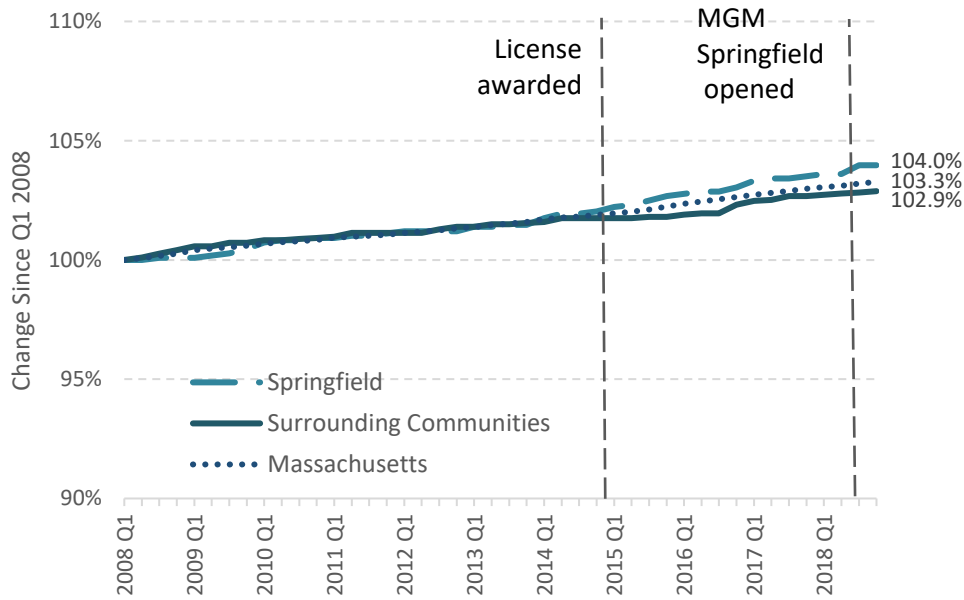 110%
MGM
Springfield
opened
License
awarded
105%
104.0%
103.3%
102.9%
100%
95%
90%
Change Since Q1 2008
Springfield
Surrounding Communities
Massachusetts
2008 Q1
2009 Q1
2010 Q1
2011 Q1
2012 Q1
2013 Q1
2014 Q1
2015 Q1
2016 Q1
2017 Q1
2018 Q1